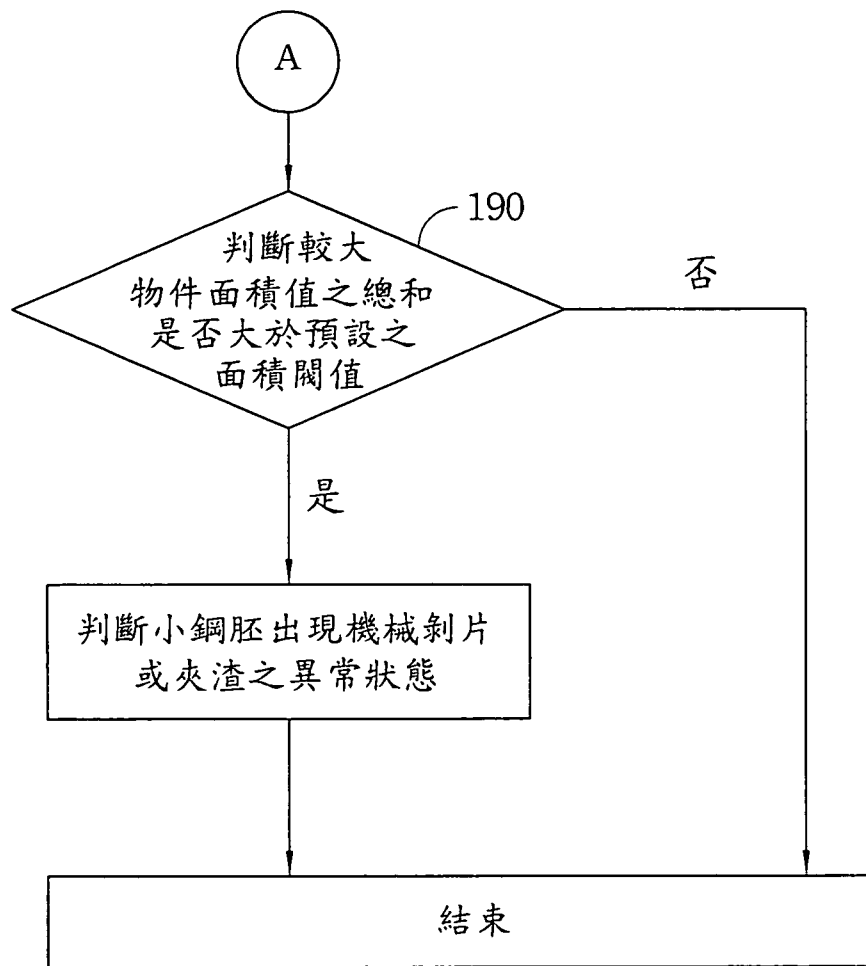 A
190
判斷較大
物件面積值之總和
是否大於預設之
面積閥值
否
是
判斷小鋼胚出現機械剝片
或夾渣之異常狀態
結束